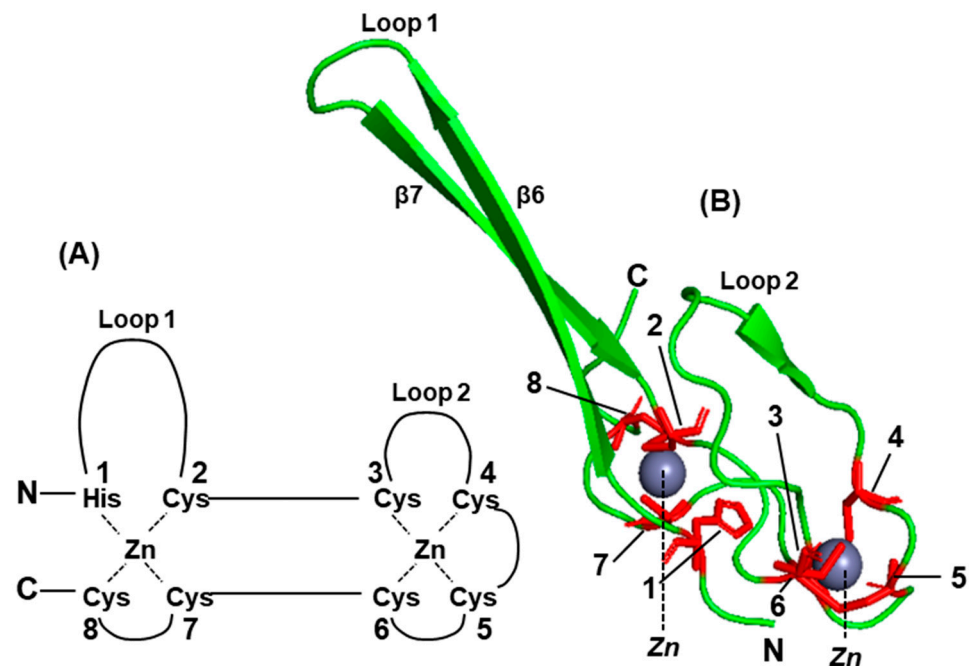 (A)
Loop 1
Loop 2
1 2 3 4
N His Cys Cys Cys
Zn Zn
C Cys Cys Cys Cys
8 7 6 5
(B)
Loop 1
β7 β6
C Loop 2
2
8
3
4
7 1 6 5
Zn N Zn